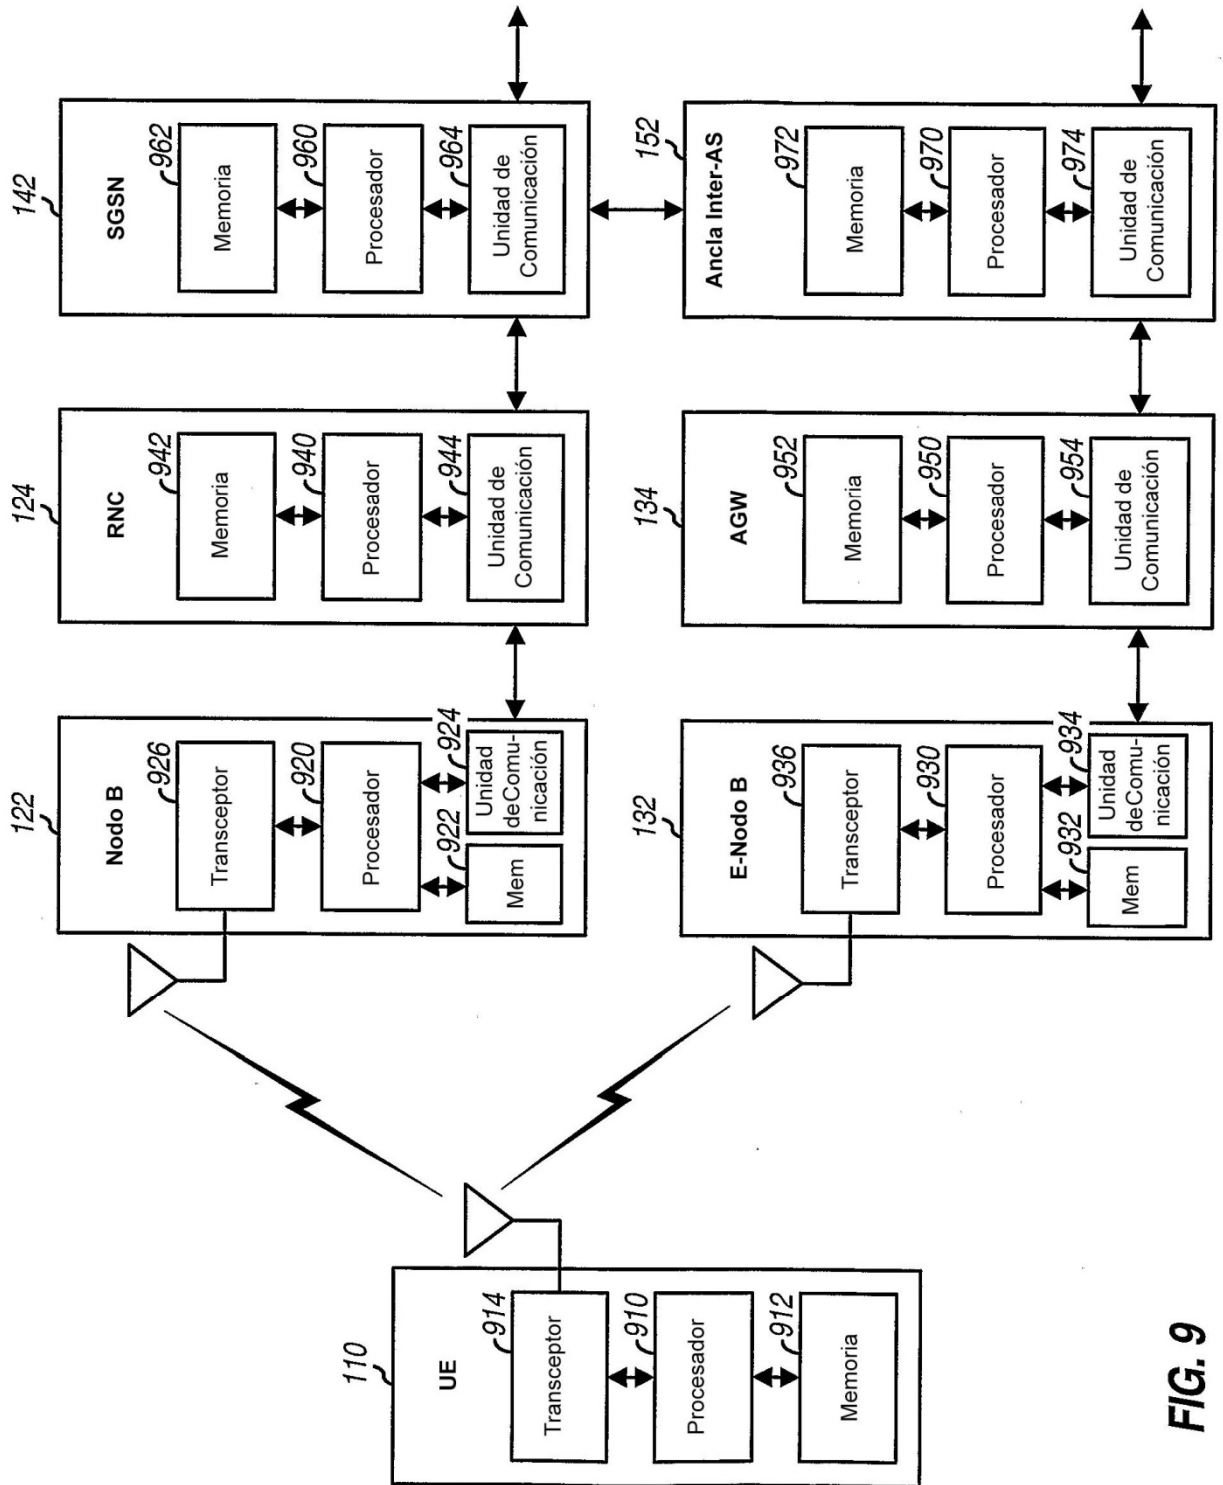 110
UE
914
Transceptor
910
Procesador
912
Memoria
122
Nodo B
926
Transceptor
920
Procesador
922
924
Mem
Unidad
deComu-
nicación
124
RNC
942
Memoria
940
Procesador
944
Unidad de
Comunicación
142
SGSN
962
Memoria
960
Procesador
964
Unidad de
Comunicación
132
E-Nodo B
936
Transceptor
930
Procesador
932
934
Mem
Unidad
deComu-
nicación
134
AGW
952
Memoria
950
Procesador
954
Unidad de
Comunicación
152
Ancla Inter-AS
972
Memoria
970
Procesador
974
Unidad de
Comunicación
FIG. 9